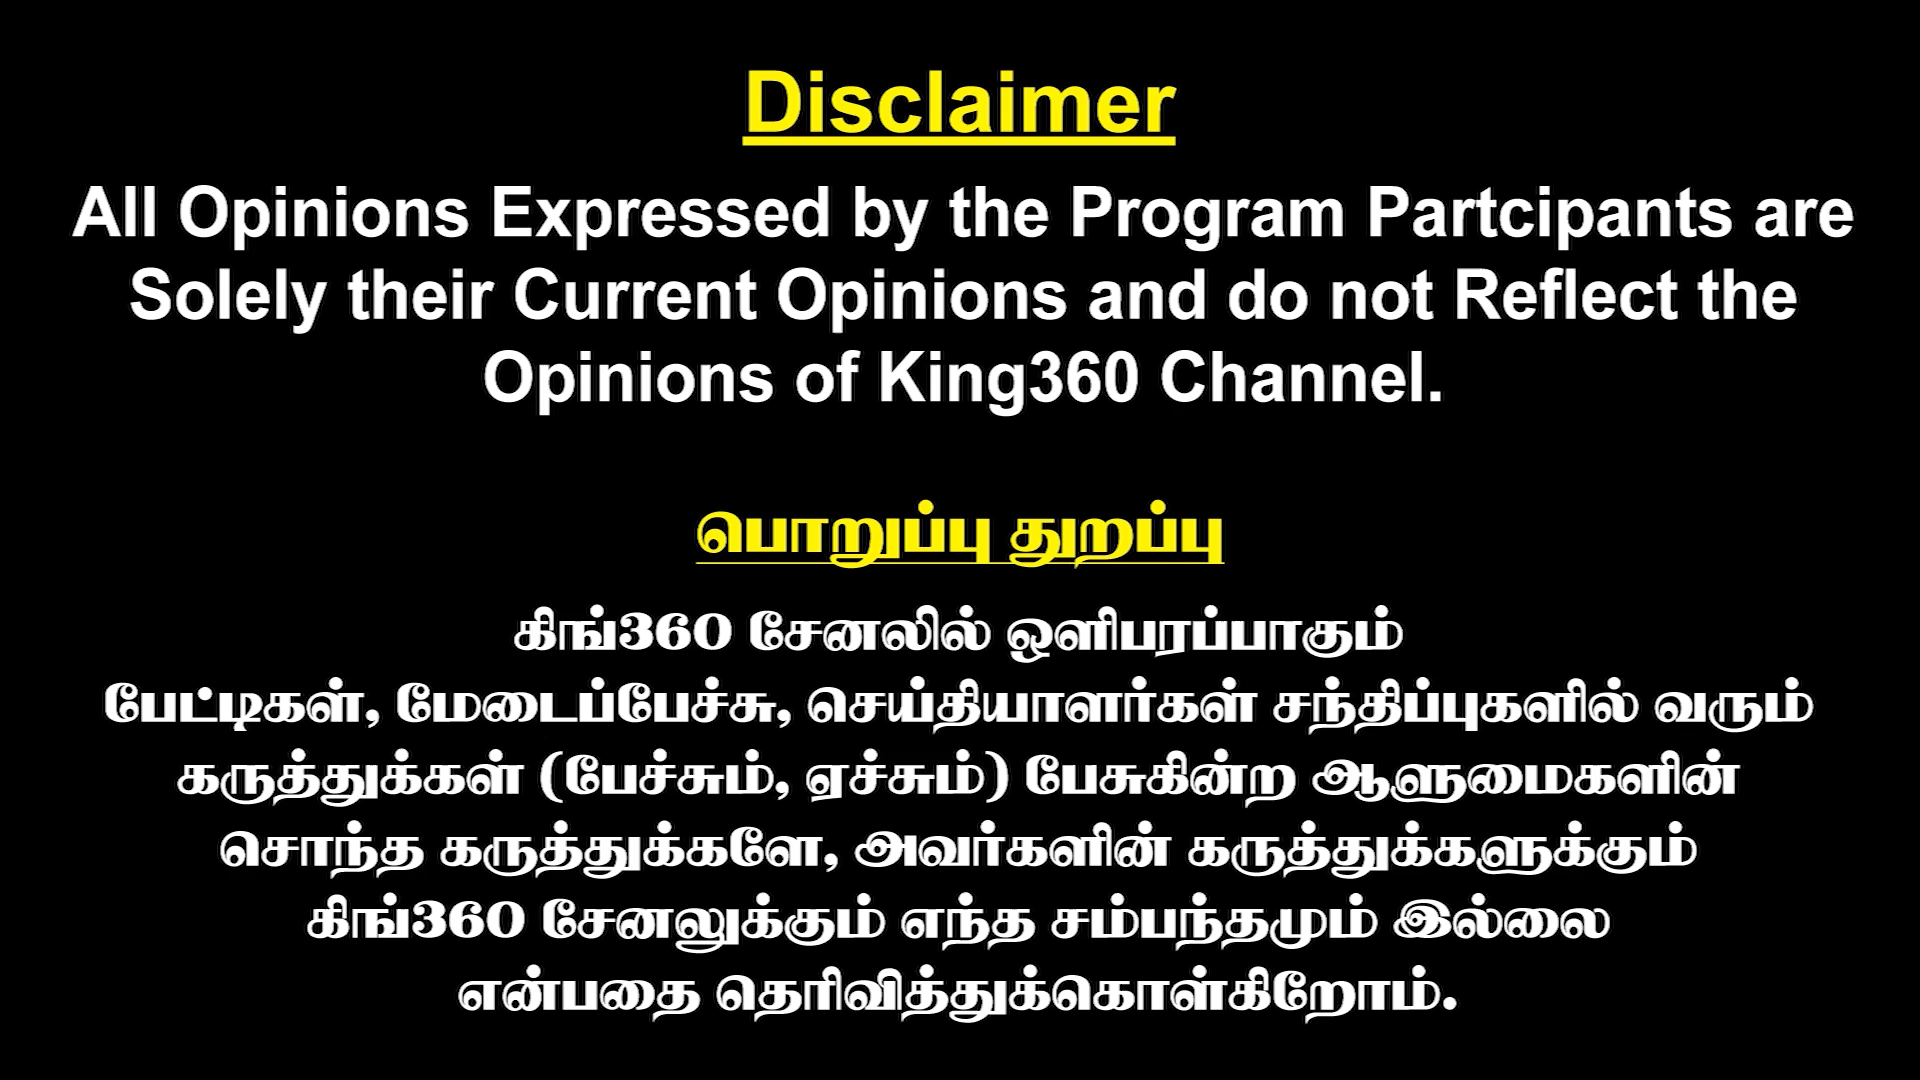 Disclaimer
All Opinions Expressed by the Program Partcipants are
Solely their Current Opinions and do not Reflect the
Opinions of King360 Channel.
பொறுப்பு துறப்பு
கிங்360 சேனலில் ஒளிபரப்பாகும்
பேட்டிகள், மேடைப்பேச்சு, செய்தியாளர்கள் சந்திப்புகளில் வரும்
கருத்துக்கள் (பேச்சும், ஏச்சும்) பேசுகின்ற ஆளுமைகளின்
சொந்த கருத்துக்களே, அவர்களின் கருத்துக்களுக்கும்
கிங்360 சேனலுக்கும் எந்த சம்பந்தமும் இல்லை
என்பதை தெரிவித்துக்கொள்கிறோம்.